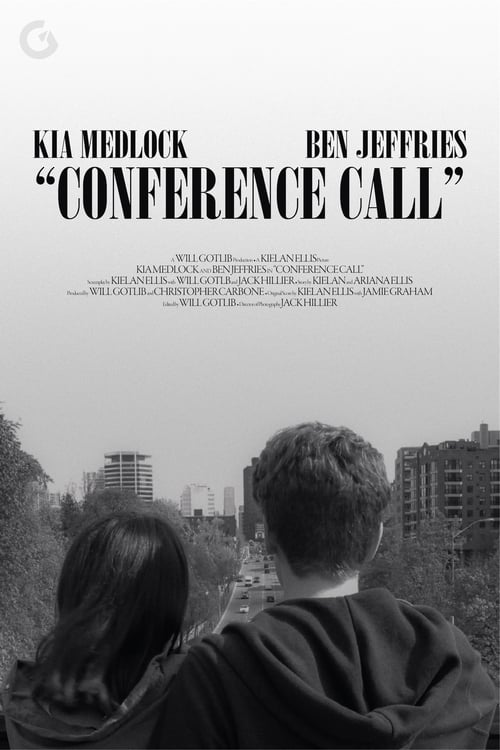 KIA MEDLOCK BEN JEFFRIES
“CONFERENCE CALL”
A WILL GOTLIB Production • A KIELAN ELLIS Picture
KIA MEDLOCK AND BEN JEFFRIES IN “CONFERENCE CALL”
Screenplay by KIELAN ELLIS with WILL GOTLIB and JACK HILLIER • Story by KIELAN and ARIANA ELLIS
Produced by WILL GOTLIB and CHRISTOPHER CARBONE • Original Score by KIELAN ELLIS with JAMIE GRAHAM
Edited by WILL GOTLIB • Director of Photography JACK HILLIER